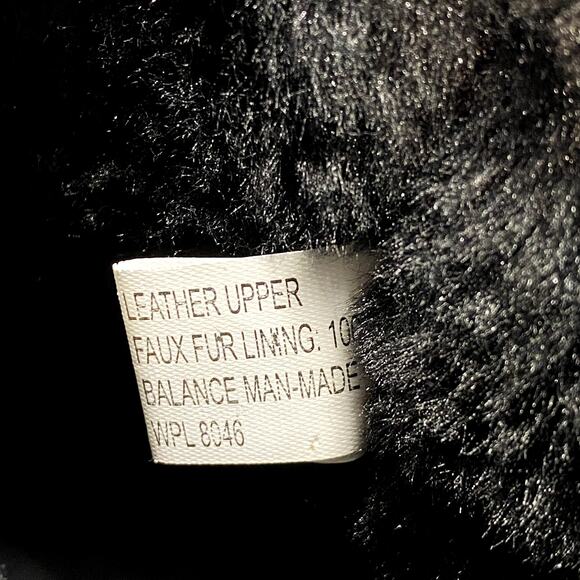 LEATHER UPPER
FAUX FUR LINING: 10
BALANCE MAN-MADE
WPL 8046